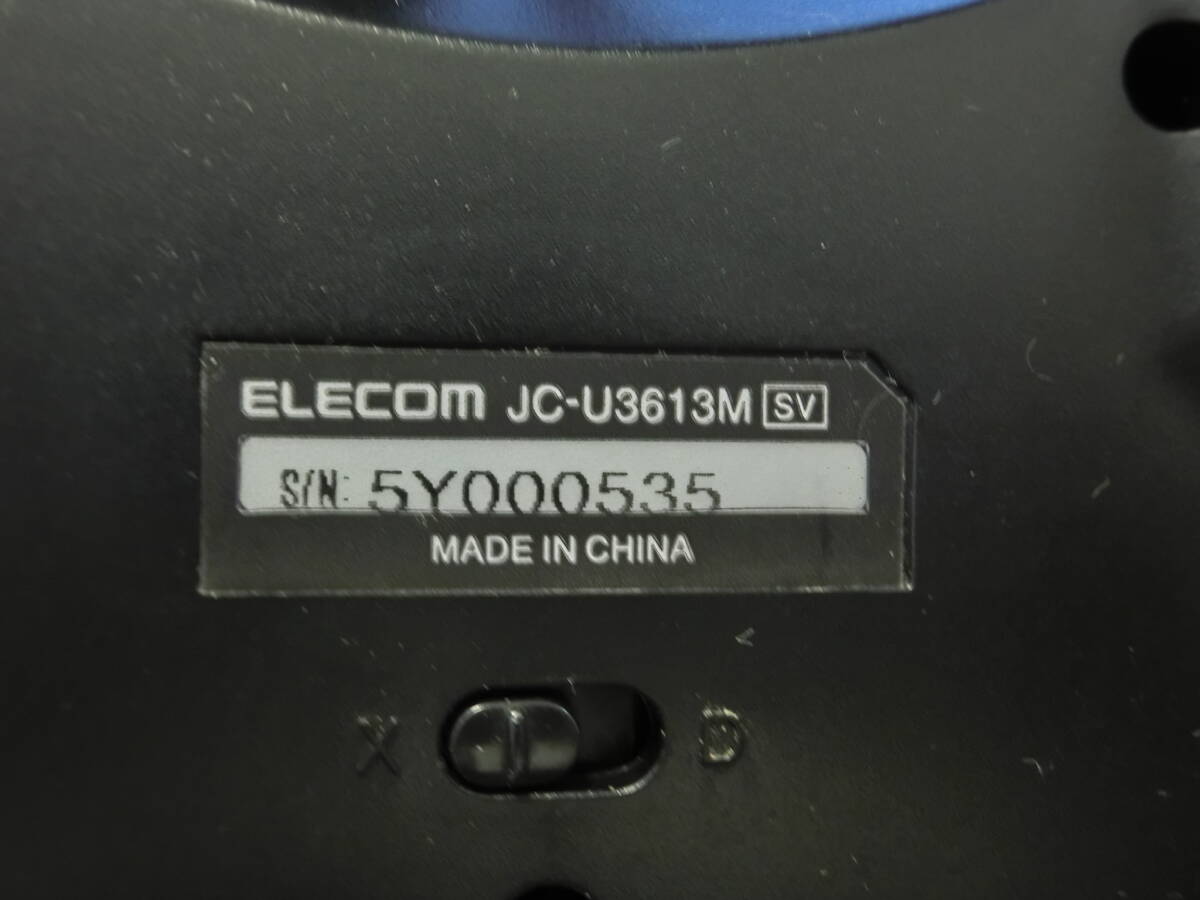 ELECOM JC-U3613M SV
S/N: 5Y000535
MADE IN CHINA
X D